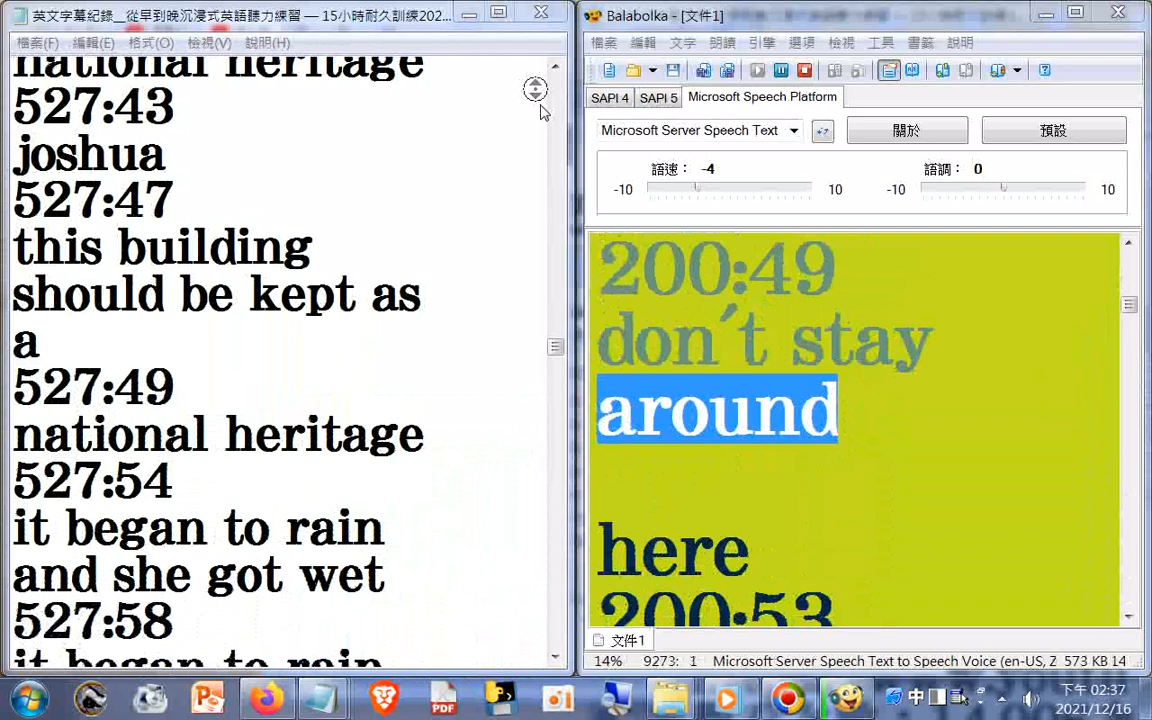 英文字幕紀錄__從早到晚沉浸式英語聽力練習 — 15小時耐久訓練202...
檔案(F) 編輯(E) 格式(O) 檢視(V) 說明(H)
national heritage
527:43
joshua
527:47
this building
should be kept as
a
527:49
national heritage
527:54
it began to rain
and she got wet
527:58
it began to rain
Balabolka - [文件1]
檔案 編輯 文字 朗讀 引擎 選項 檢視 工具 書籤 說明
SAPI 4 SAPI 5 Microsoft Speech Platform
Microsoft Server Speech Text 關於 預設
語速： -4 語調： 0
-10 10 -10 10
200:49
don't stay
around
here
200:53
文件1
14% 9273: 1 Microsoft Server Speech Text to Speech Voice (en-US, Z 573 KB 14
PDF 中 下午 02:37
2021/12/16